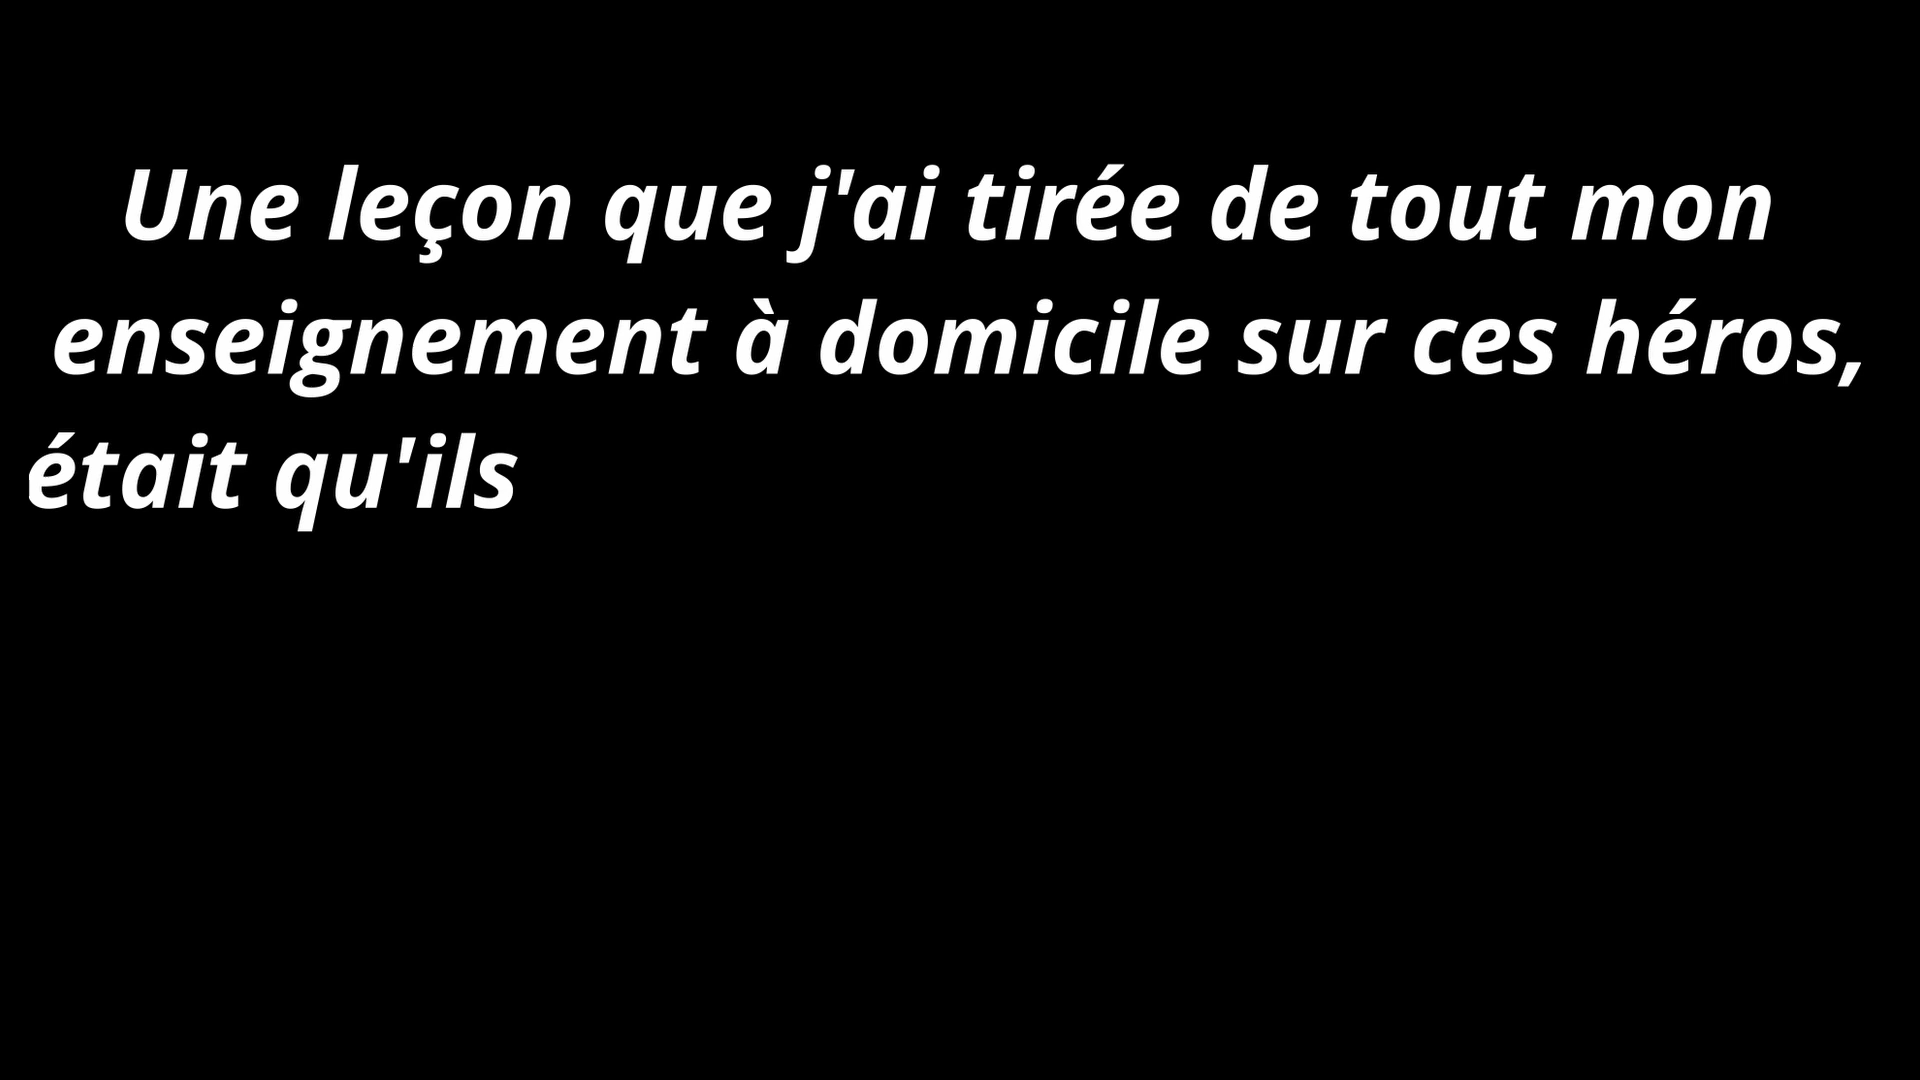 Une leçon que j'ai tirée de tout mon
enseignement à domicile sur ces héros,
était qu'ils